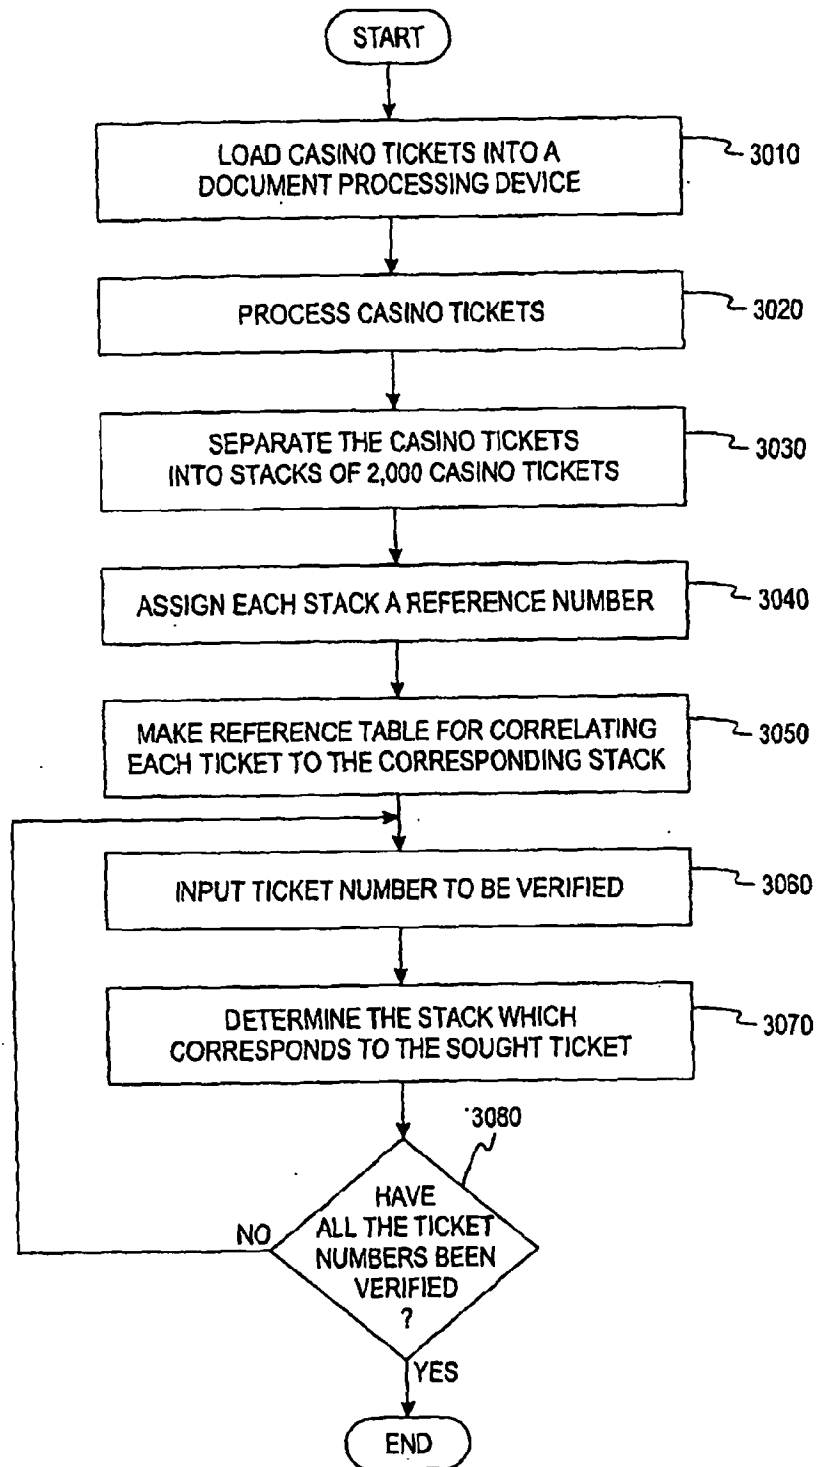 START
LOAD CASINO TICKETS INTO A
DOCUMENT PROCESSING DEVICE
3010
PROCESS CASINO TICKETS
3020
SEPARATE THE CASINO TICKETS
INTO STACKS OF 2,000 CASINO TICKETS
3030
ASSIGN EACH STACK A REFERENCE NUMBER
3040
MAKE REFERENCE TABLE FOR CORRELATING
EACH TICKET TO THE CORRESPONDING STACK
3050
INPUT TICKET NUMBER TO BE VERIFIED
3060
DETERMINE THE STACK WHICH
CORRESPONDS TO THE SOUGHT TICKET
3070
3080
HAVE
ALL THE TICKET
NUMBERS BEEN
VERIFIED
?
NO
YES
END